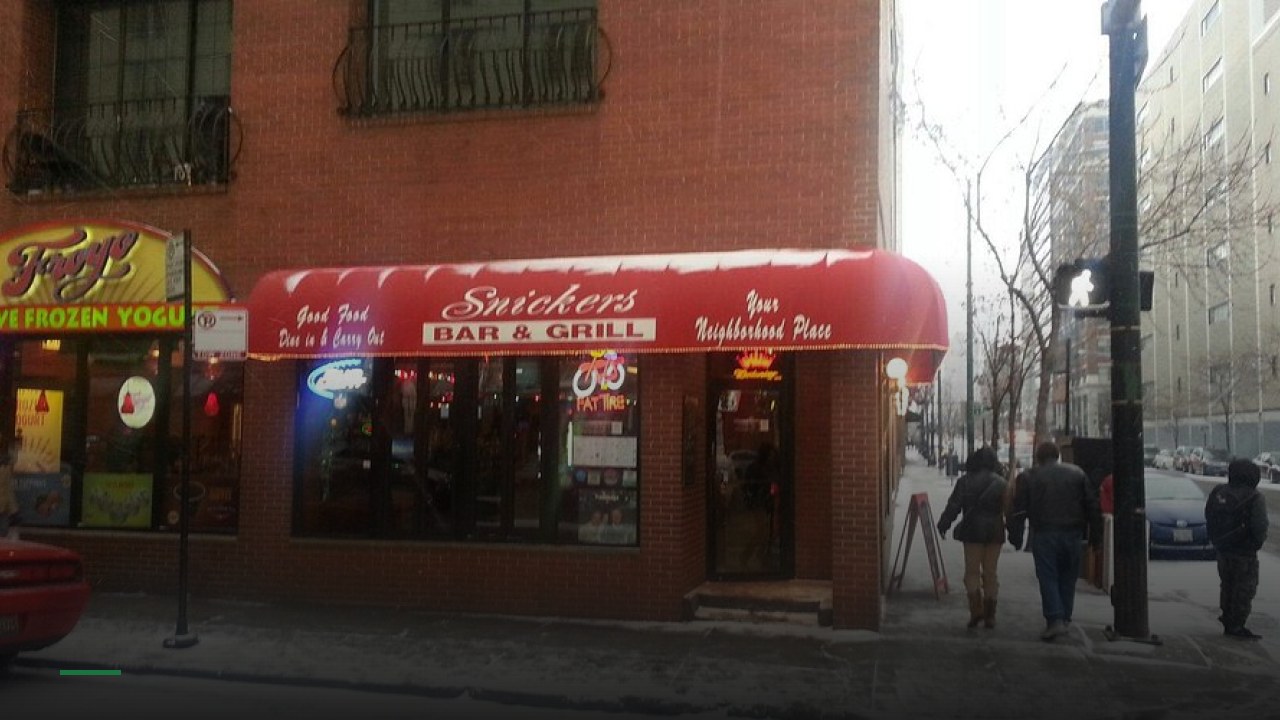 Froyo
VE FROZEN YOGU
Good Food
Dine in & Carry Out
Snickers
BAR & GRILL
Your
Neighborhood Place
FAT TIRE